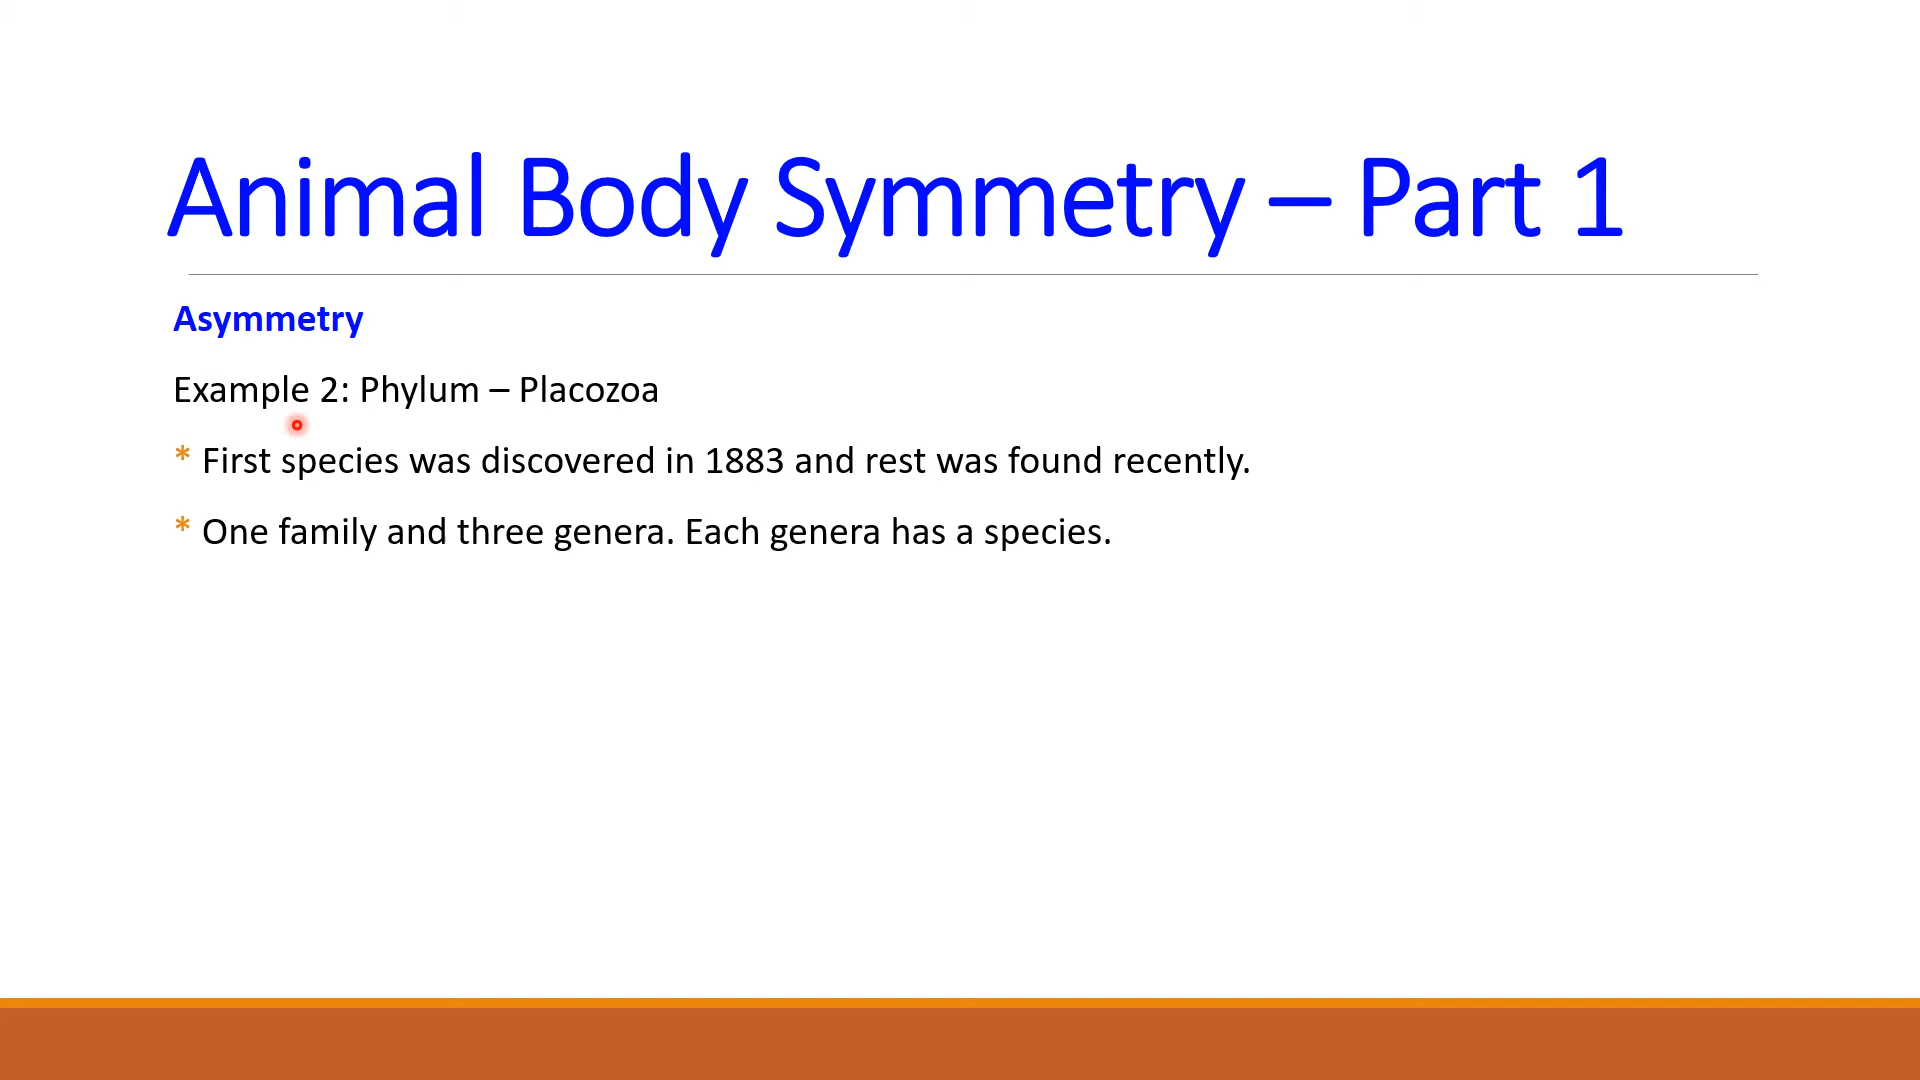 Animal Body Symmetry – Part 1
Asymmetry
Example 2: Phylum – Placozoa
* First species was discovered in 1883 and rest was found recently.
* One family and three genera. Each genera has a species.